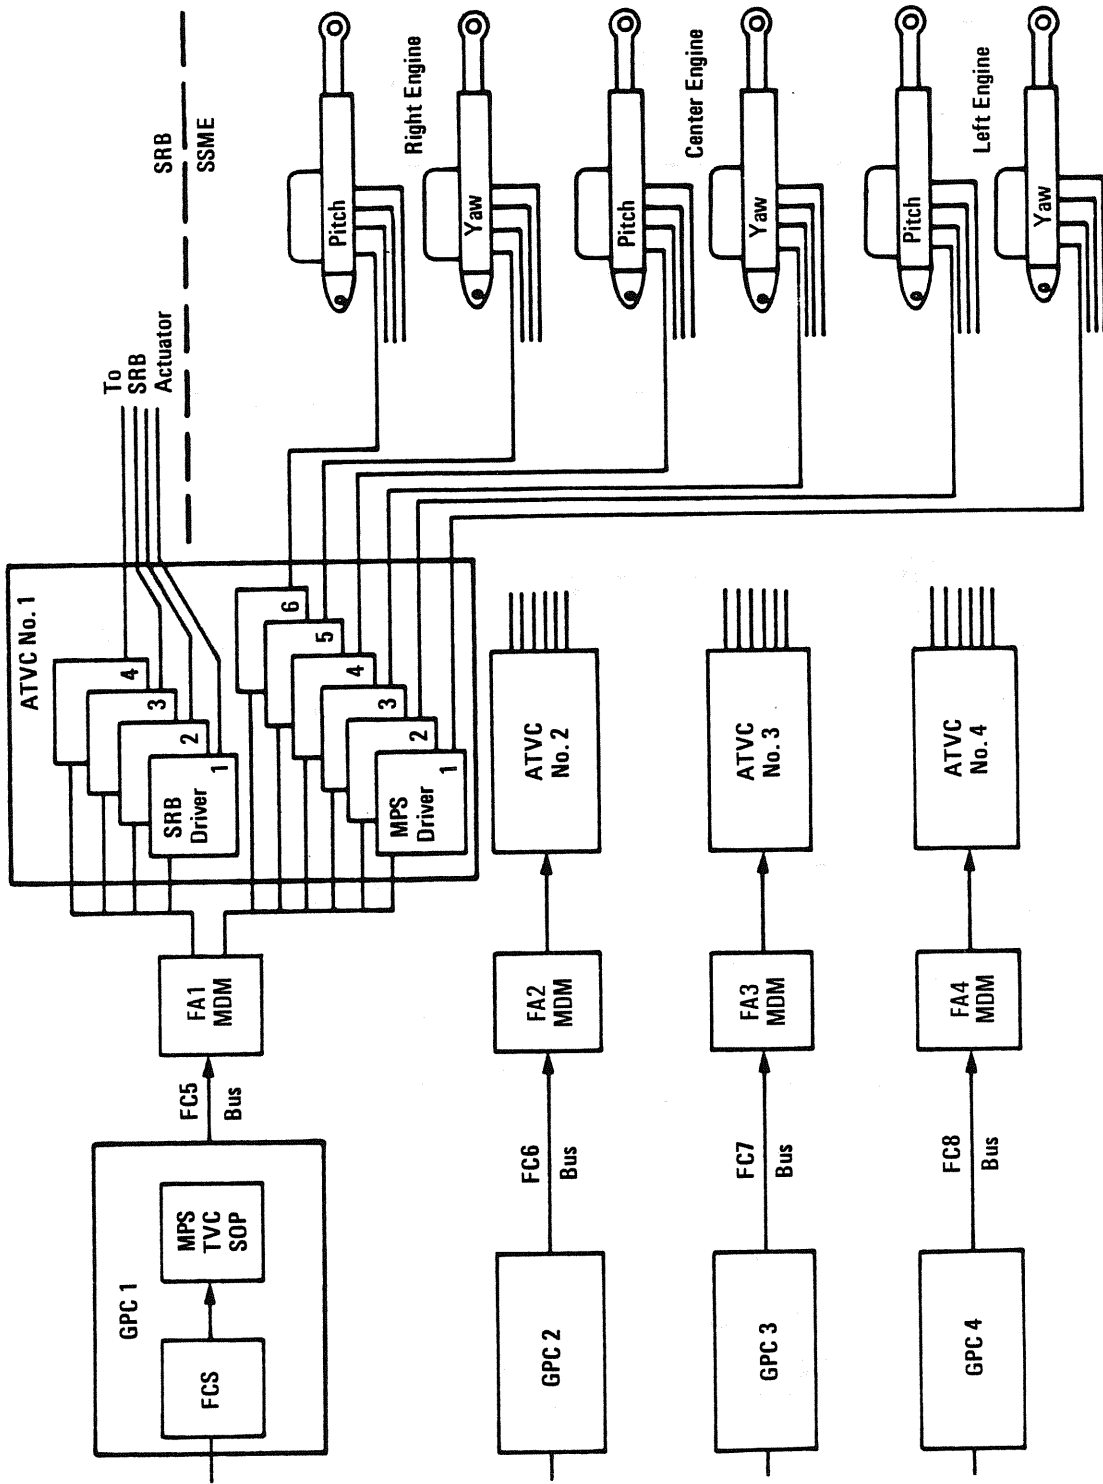 GPC 1
FCS
MPS
TVC
SOP
FC5
Bus
FA1
MDM
ATVC No. 1
SRB
Driver
1
2
3
4
MPS
Driver
1
2
3
4
5
6
To
SRB
Actuator
SRB
SSME
Pitch
Right Engine
Yaw
Pitch
Center Engine
Yaw
Pitch
Left Engine
Yaw
GPC 2
FC6
Bus
FA2
MDM
ATVC
No. 2
GPC 3
FC7
Bus
FA3
MDM
ATVC
No. 3
GPC 4
FC8
Bus
FA4
MDM
ATVC
No. 4